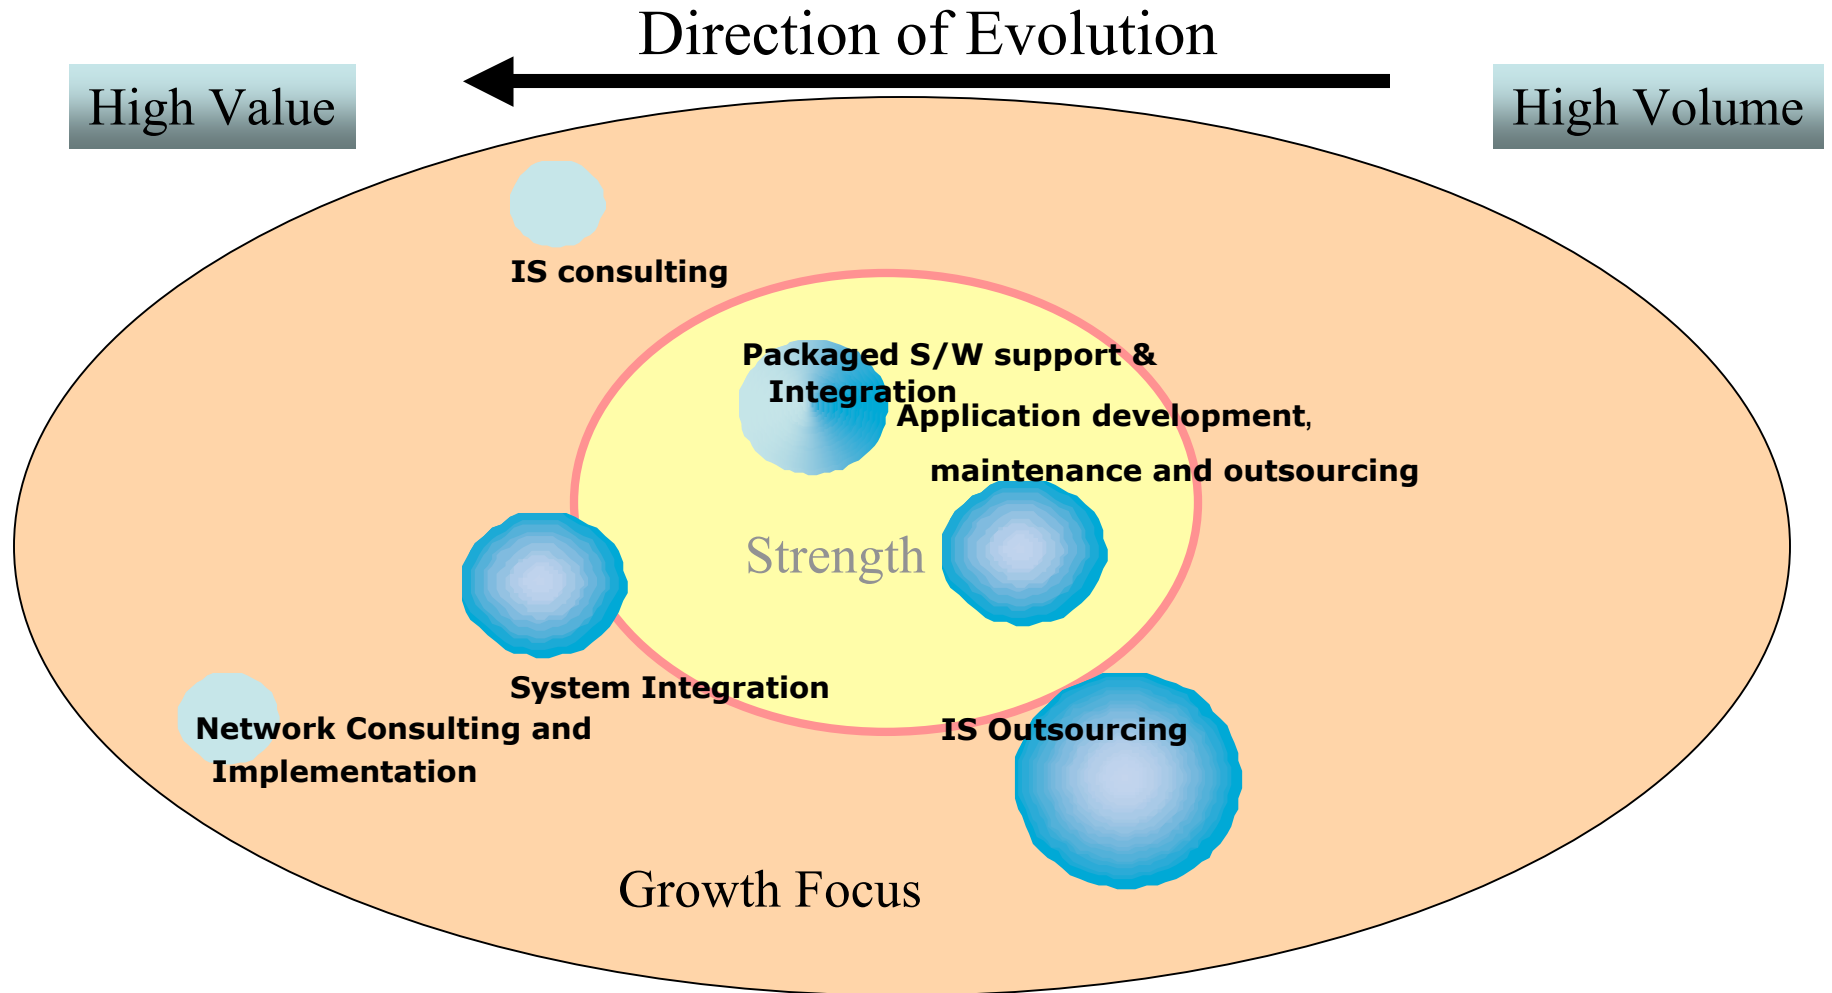 Direction of Evolution
High Value
High Volume
IS consulting
Packaged S/W support &
Integration
Application development,
maintenance and outsourcing
Strength
System Integration
Network Consulting and
Implementation
IS Outsourcing
Growth Focus